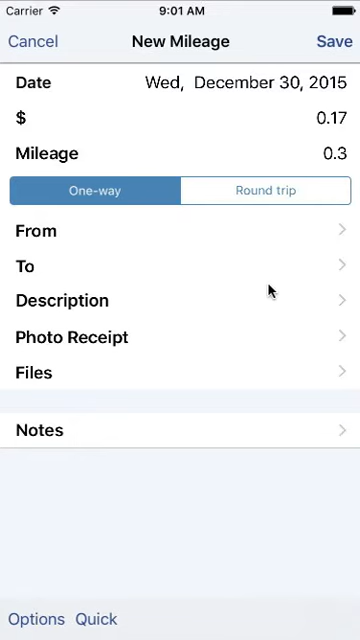 Carrier 9:01 AM
Cancel New Mileage Save
Date Wed, December 30, 2015
$ 0.17
Mileage 0.3
One-way Round trip
From
To
Description
Photo Receipt
Files
Notes
Options Quick